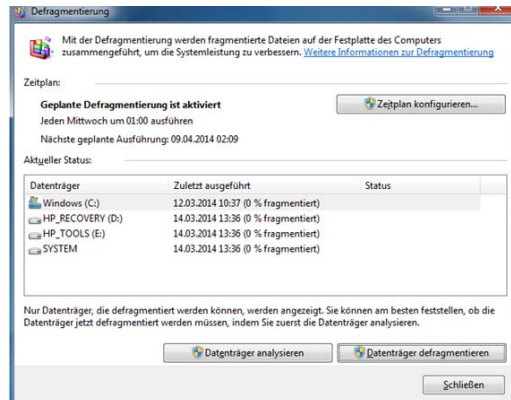 Defragmentierung
Mit der Defragmentierung werden fragmentierte Dateien auf der Festplatte des Computers
zusammengeführt, um die Systemleistung zu verbessern. Weitere Informationen zur Defragmentierung
Zeitplan:
Geplante Defragmentierung ist aktiviert
Zeitplan konfigurieren...
Jeden Mittwoch um 01:00 ausführen
Nächste geplante Ausführung: 09.04.2014 02:09
Aktueller Status:
Datenträger Zuletzt ausgeführt Status
Windows (C:) 12.03.2014 10:37 (0 % fragmentiert)
HP_RECOVERY (D:) 14.03.2014 13:36 (0 % fragmentiert)
HP_TOOLS (E:) 14.03.2014 13:36 (0 % fragmentiert)
SYSTEM 14.03.2014 13:36 (0 % fragmentiert)
Nur Datenträger, die defragmentiert werden können, werden angezeigt. Sie können am besten feststellen, ob die
Datenträger jetzt defragmentiert werden müssen, indem Sie zuerst die Datenträger analysieren.
Datenträger analysieren Datenträger defragmentieren
Schließen